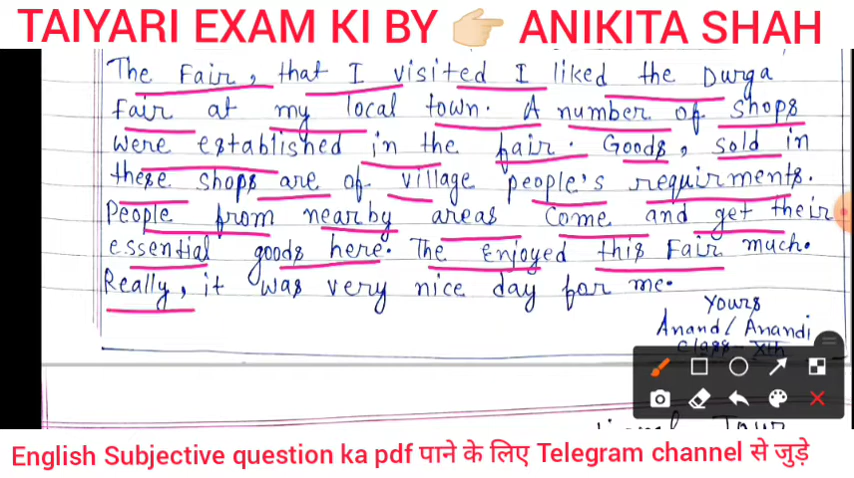 TAIYARI EXAM KI BY 👉 ANIKITA SHAH
The Fair, that I visited I liked the Durga
Fair at my local town. A number of shops
were established in the fair. Goods, sold in
these shops are of village people's requirments.
People from nearby areas come and get their
essential goods here. The enjoyed this Fair much.
Really, it was very nice day for me.
Yours
Anand/Anandi
Class - Xth
Tour
English Subjective question ka pdf पाने के लिए Telegram channel से जुड़े